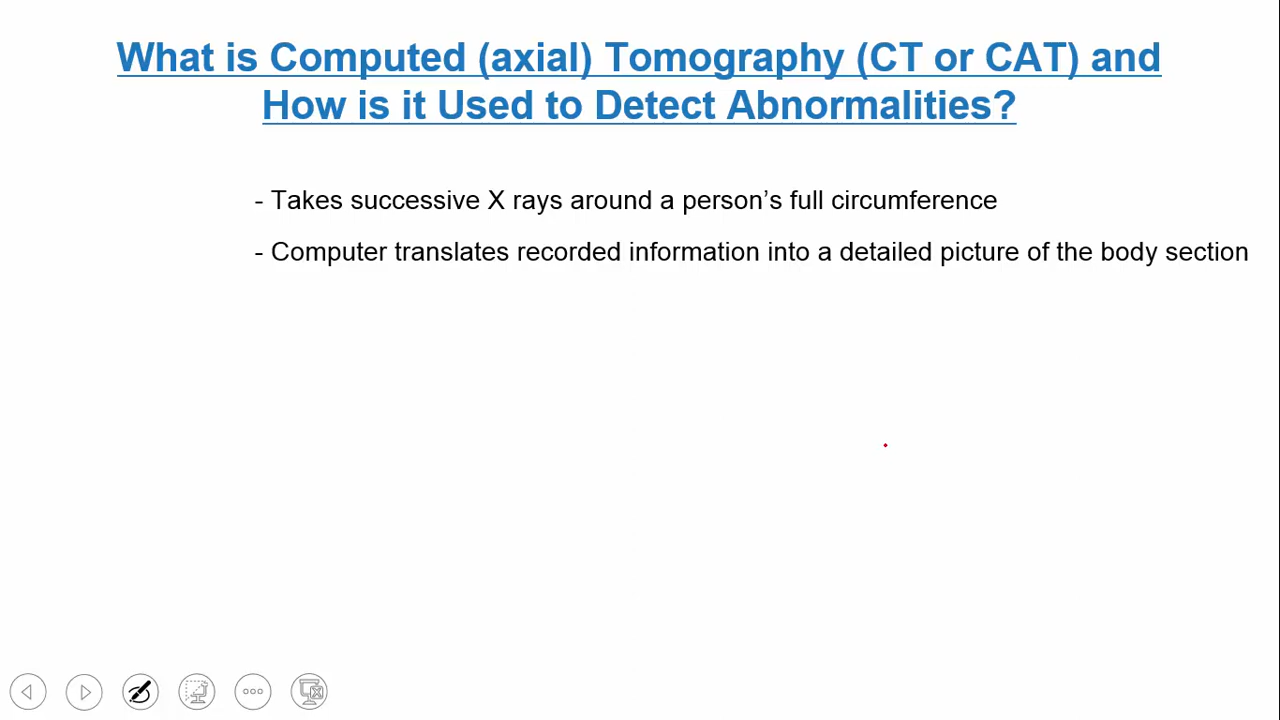 What is Computed (axial) Tomography (CT or CAT) and
How is it Used to Detect Abnormalities?
- Takes successive X rays around a person’s full circumference
- Computer translates recorded information into a detailed picture of the body section